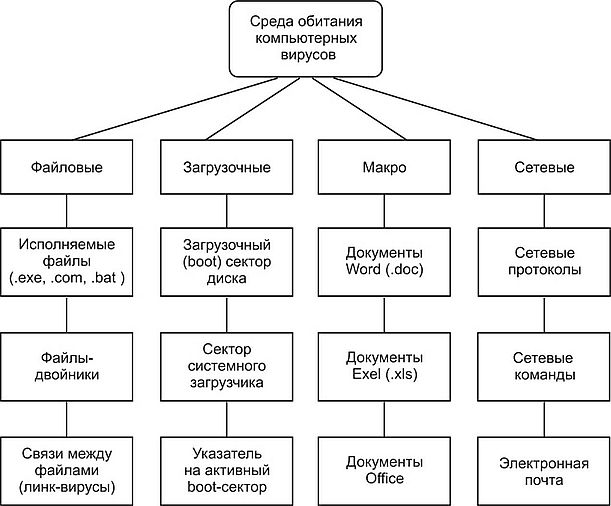 Среда обитания
компьютерных
вирусов
Файловые
Загрузочные
Макро
Сетевые
Исполняемые
файлы
(.exe, .com, .bat )
Загрузочный
(boot) сектор
диска
Документы
Word (.doc)
Сетевые
протоколы
Файлы-
двойники
Сектор
системного
загрузчика
Документы
Exel (.xls)
Сетевые
команды
Связи между
файлами
(линк-вирусы)
Указатель
на активный
boot-сектор
Документы
Office
Электронная
почта